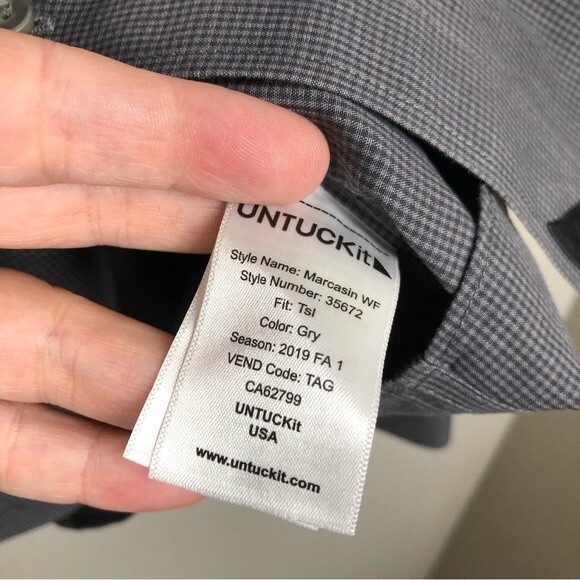 UNTUCKit
Style Name: Marcasin WF
Style Number: 35672
Fit: Tsl
Color: Gry
Season: 2019 FA 1
VEND Code: TAG
CA62799
UNTUCKit
USA
www.untuckit.com